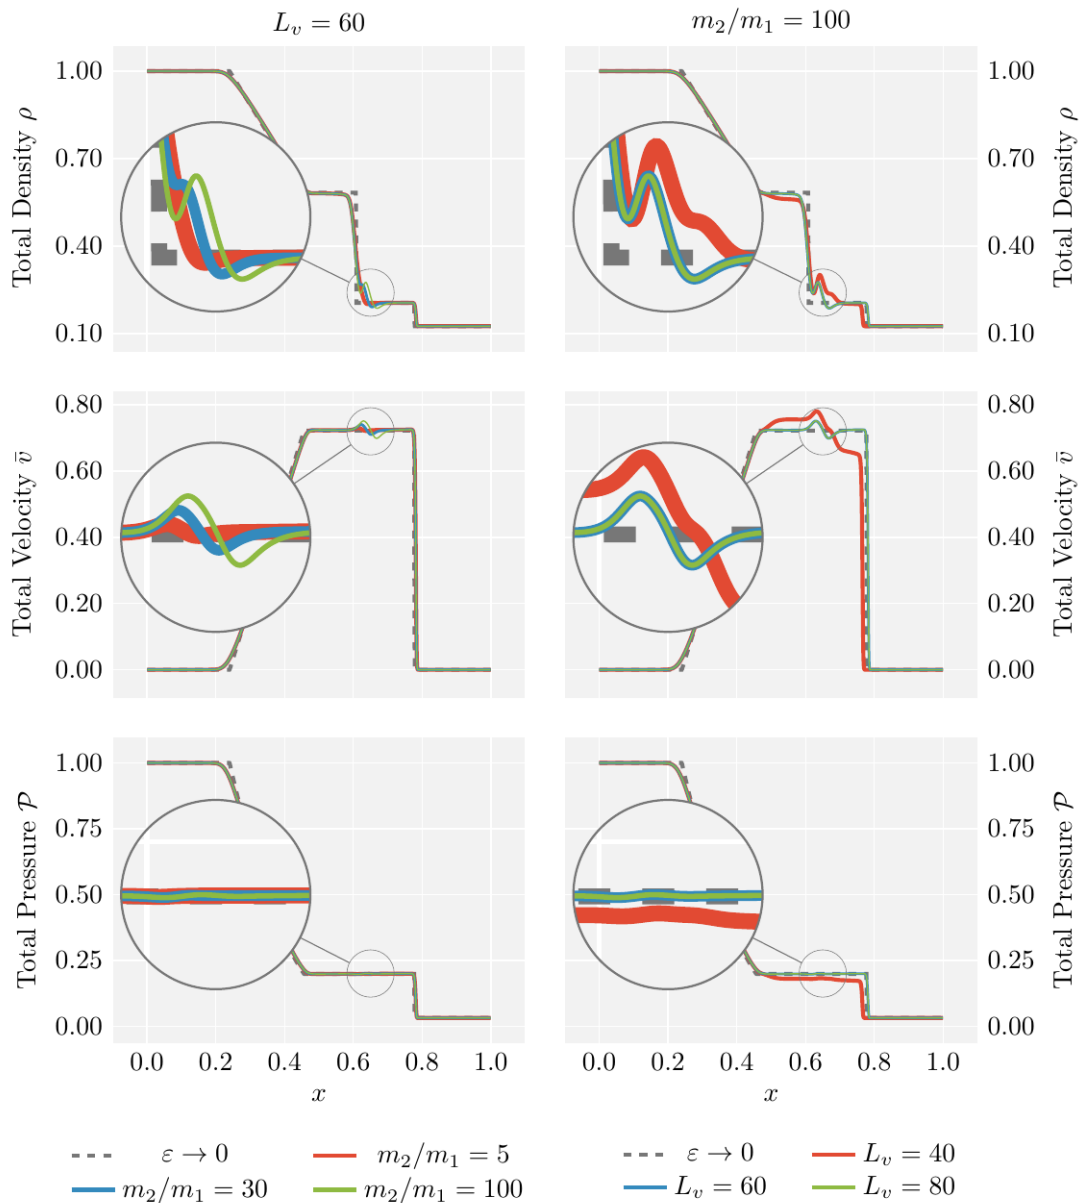 L_v = 60
m_2/m_1 = 100
Total Density ρ
1.00
0.70
0.40
0.10
1.00
0.70
0.40
0.10
Total Density ρ
Total Velocity v̄
0.80
0.60
0.40
0.20
0.00
0.80
0.60
0.40
0.20
0.00
Total Velocity v̄
Total Pressure 𝒫
1.00
0.75
0.50
0.25
0.00
1.00
0.75
0.50
0.25
0.00
Total Pressure 𝒫
0.0 0.2 0.4 0.6 0.8 1.0
0.0 0.2 0.4 0.6 0.8 1.0
x
x
ε → 0
m_2/m_1 = 5
m_2/m_1 = 30
m_2/m_1 = 100
ε → 0
L_v = 40
L_v = 60
L_v = 80